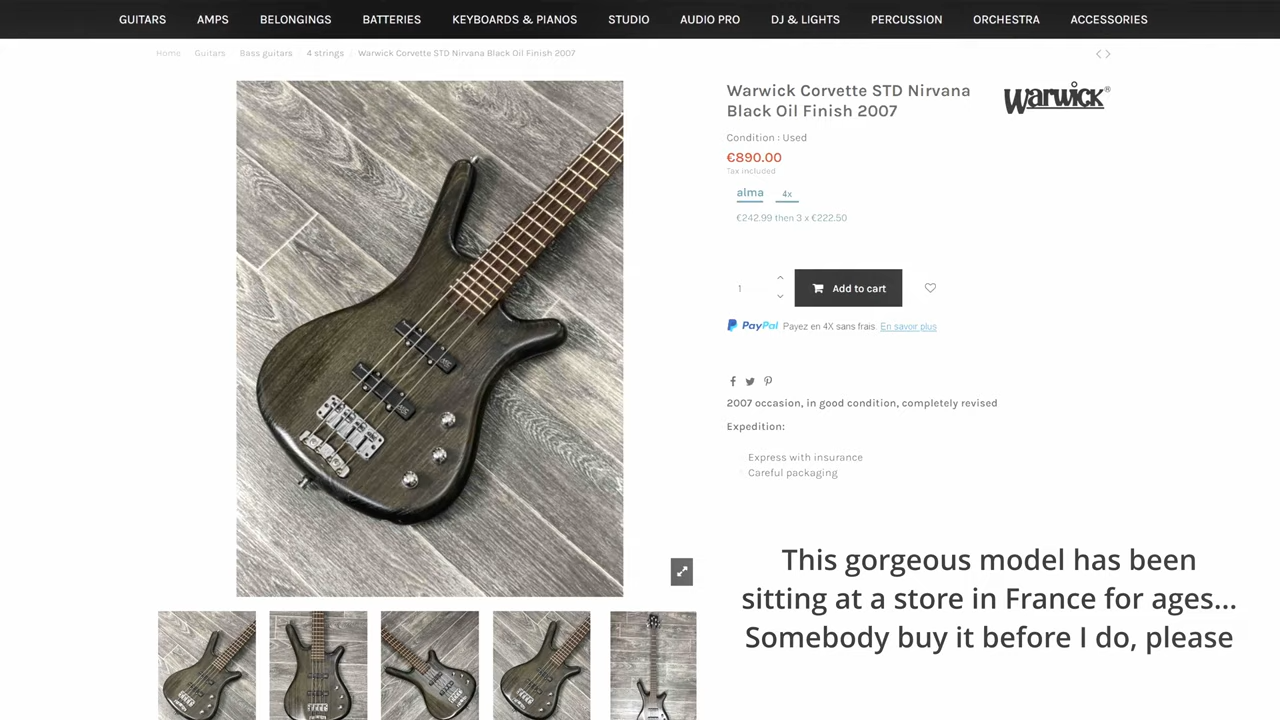 GUITARS AMPS BELONGINGS BATTERIES KEYBOARDS & PIANOS STUDIO AUDIO PRO DJ & LIGHTS PERCUSSION ORCHESTRA ACCESSORIES
Home Guitars Bass guitars 4 strings Warwick Corvette STD Nirvana Black Oil Finish 2007
Warwick Corvette STD Nirvana
Black Oil Finish 2007
Warwick®
Condition : Used
€890.00
Tax included
alma 4x
€242.99 then 3 x €222.50
1
Add to cart
PayPal Payez en 4X sans frais. En savoir plus
2007 occasion, in good condition, completely revised
Expedition:
Express with insurance
Careful packaging
This gorgeous model has been
sitting at a store in France for ages...
Somebody buy it before I do, please